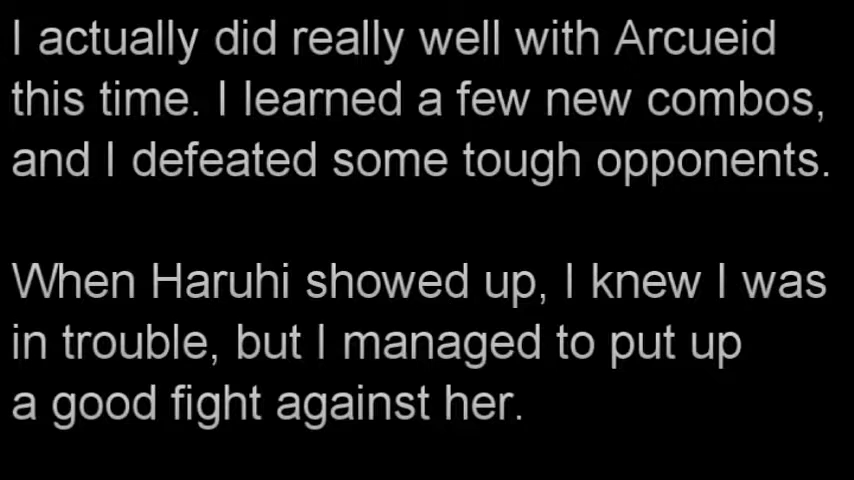 I actually did really well with Arcueid
this time. I learned a few new combos,
and I defeated some tough opponents.
When Haruhi showed up, I knew I was
in trouble, but I managed to put up
a good fight against her.